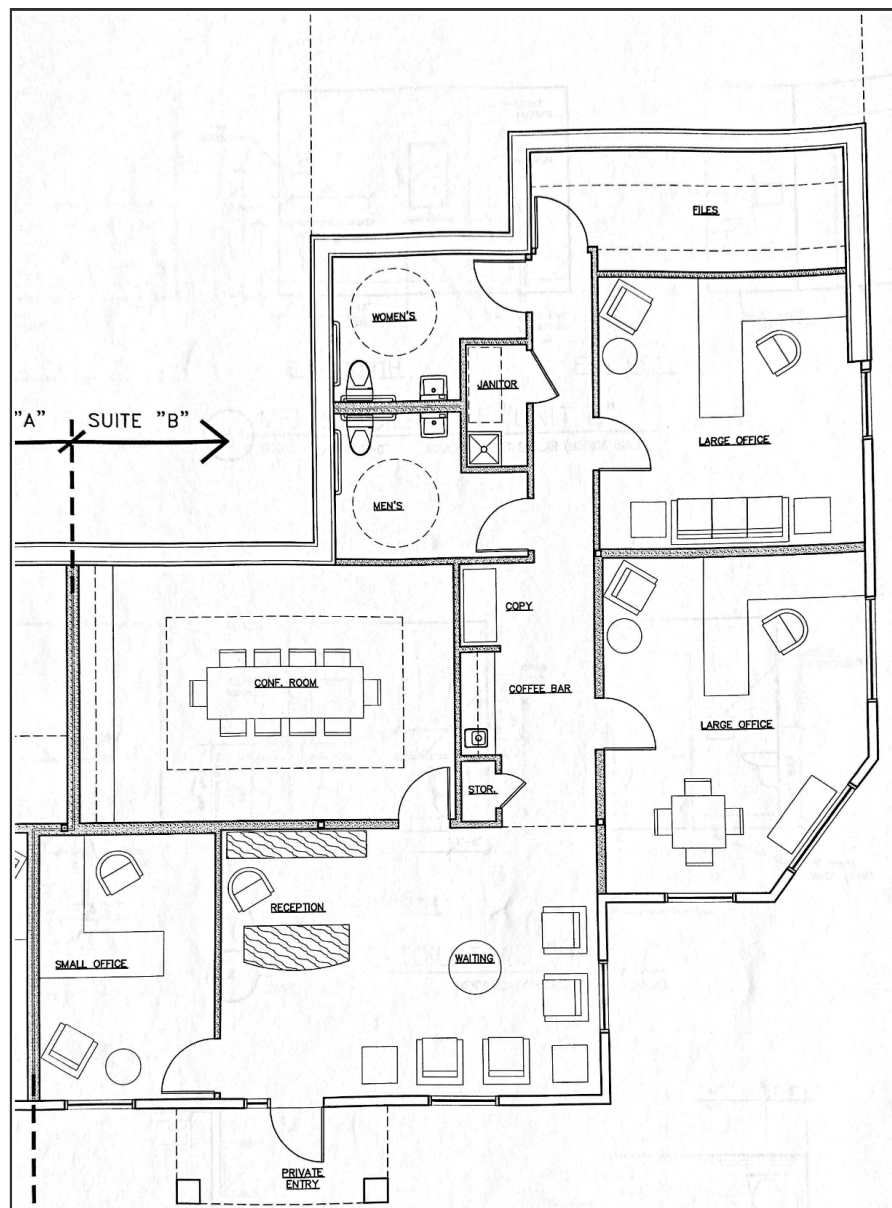 FILES
WOMEN'S
JANITOR
"A"
SUITE "B"
LARGE OFFICE
MEN'S
COPY
CONF. ROOM
COFFEE BAR
LARGE OFFICE
STOR.
RECEPTION
SMALL OFFICE
WAITING
PRIVATE
ENTRY